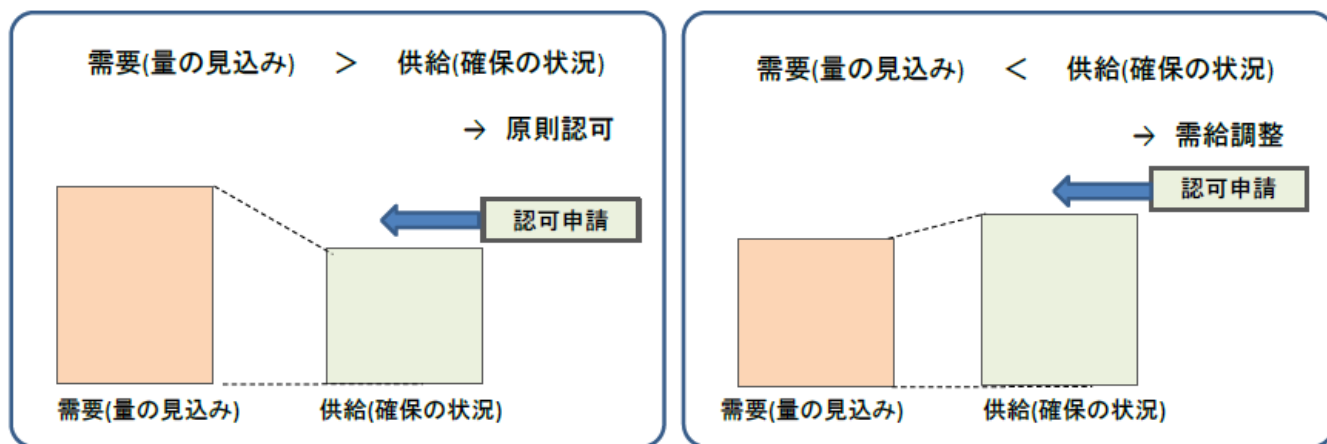 需要(量の見込み) > 供給(確保の状況)
→ 原則認可
認可申請
需要(量の見込み) 供給(確保の状況)
需要(量の見込み) < 供給(確保の状況)
→ 需給調整
認可申請
需要(量の見込み) 供給(確保の状況)